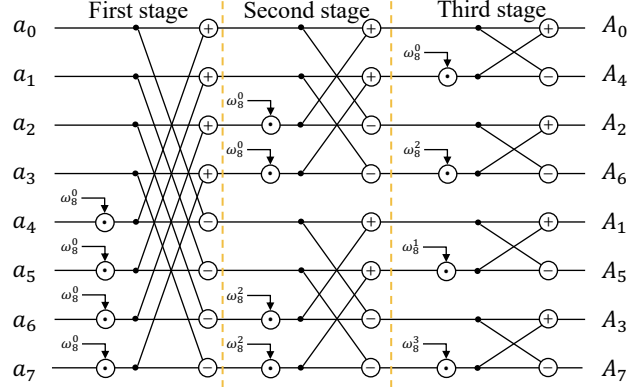 First stage Second stage Third stage
a₀ A₀
ω₈⁰
a₁ A₄
ω₈⁰
a₂ A₂
ω₈⁰ ω₈²
a₃ A₆
ω₈⁰
a₄ A₁
ω₈⁰ ω₈¹
a₅ A₅
ω₈⁰ ω₈²
a₆ A₃
ω₈⁰ ω₈² ω₈³
a₇ A₇